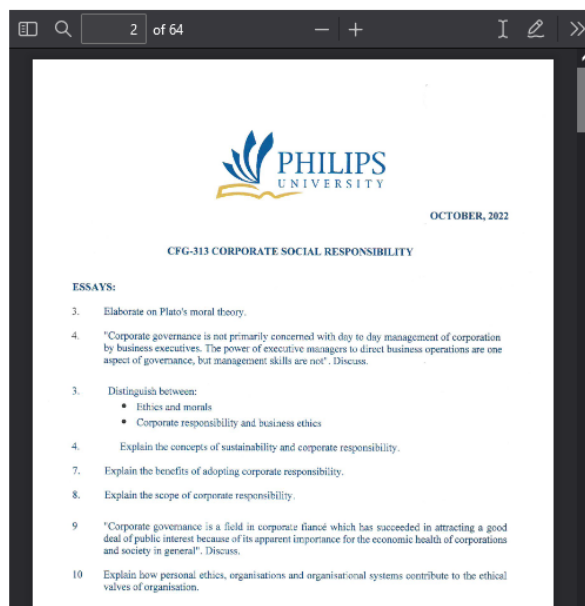 2 of 64
PHILIPS
UNIVERSITY
OCTOBER, 2022
CFG-313 CORPORATE SOCIAL RESPONSIBILITY
ESSAYS:
3. Elaborate on Plato's moral theory.
4. "Corporate governance is not primarily concerned with day to day management of corporation
by business executives. The power of executive managers to direct business operations are one
aspect of governance, but management skills are not". Discuss.
3. Distinguish between:
• Ethics and morals
• Corporate responsibility and business ethics
4. Explain the concepts of sustainability and corporate responsibility.
7. Explain the benefits of adopting corporate responsibility.
8. Explain the scope of corporate responsibility.
9 "Corporate governance is a field in corporate fiancé which has succeeded in attracting a good
deal of public interest because of its apparent importance for the economic health of corporations
and society in general". Discuss.
10 Explain how personal ethics, organisations and organisational systems contribute to the ethical
valves of organisation.